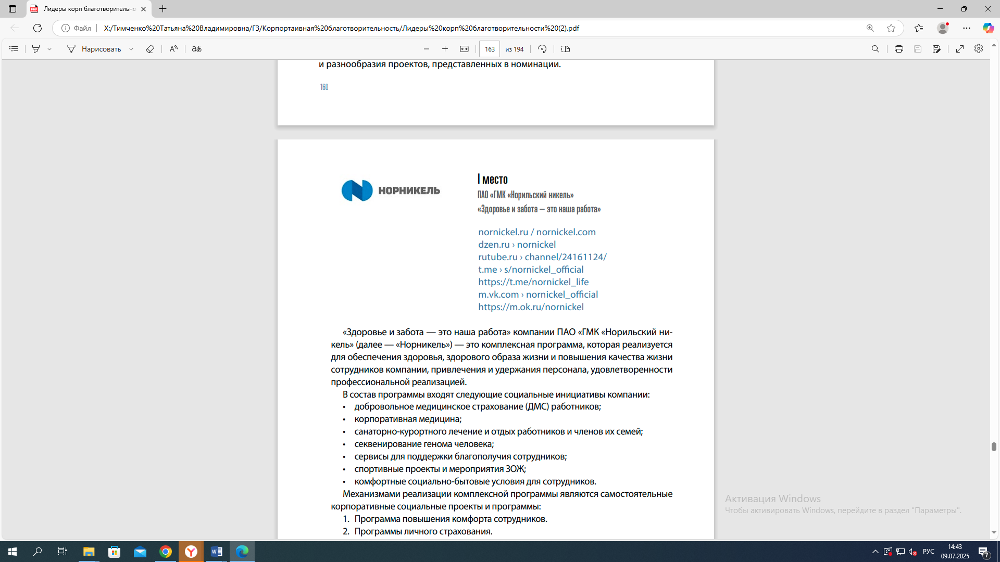 Лидеры корп благотворительно
Файл
X:/Тимченко%20Татьяна%20Владимировна/ГЗ/Корпортаивная%20благотворительность/Лидеры%20корп%20благотворительности%20(2).pdf
Нарисовать
163 из 194
и разнообразия проектов, представленных в номинации.
160
НОРНИКЕЛЬ
I место
ПАО «ГМК «Норильский никель»
«Здоровье и забота – это наша работа»
nornickel.ru / nornickel.com
dzen.ru › nornickel
rutube.ru › channel/24161124/
t.me › s/nornickel_official
https://t.me/nornickel_life
m.vk.com › nornickel_official
https://m.ok.ru/nornickel
«Здоровье и забота — это наша работа» компании ПАО «ГМК «Норильский ни-
кель» (далее — «Норникель») — это комплексная программа, которая реализуется
для обеспечения здоровья, здорового образа жизни и повышения качества жизни
сотрудников компании, привлечения и удержания персонала, удовлетворенности
профессиональной реализацией.
В состав программы входят следующие социальные инициативы компании:
• добровольное медицинское страхование (ДМС) работников;
• корпоративная медицина;
• санаторно-курортного лечение и отдых работников и членов их семей;
• секвенирование генома человека;
• сервисы для поддержки благополучия сотрудников;
• спортивные проекты и мероприятия ЗОЖ;
• комфортные социально-бытовые условия для сотрудников.
Механизмами реализации комплексной программы являются самостоятельные
корпоративные социальные проекты и программы:
1. Программа повышения комфорта сотрудников.
2. Программы личного страхования.
Активация Windows
Чтобы активировать Windows, перейдите в раздел "Параметры".
РУС
14:43
09.07.2025
7